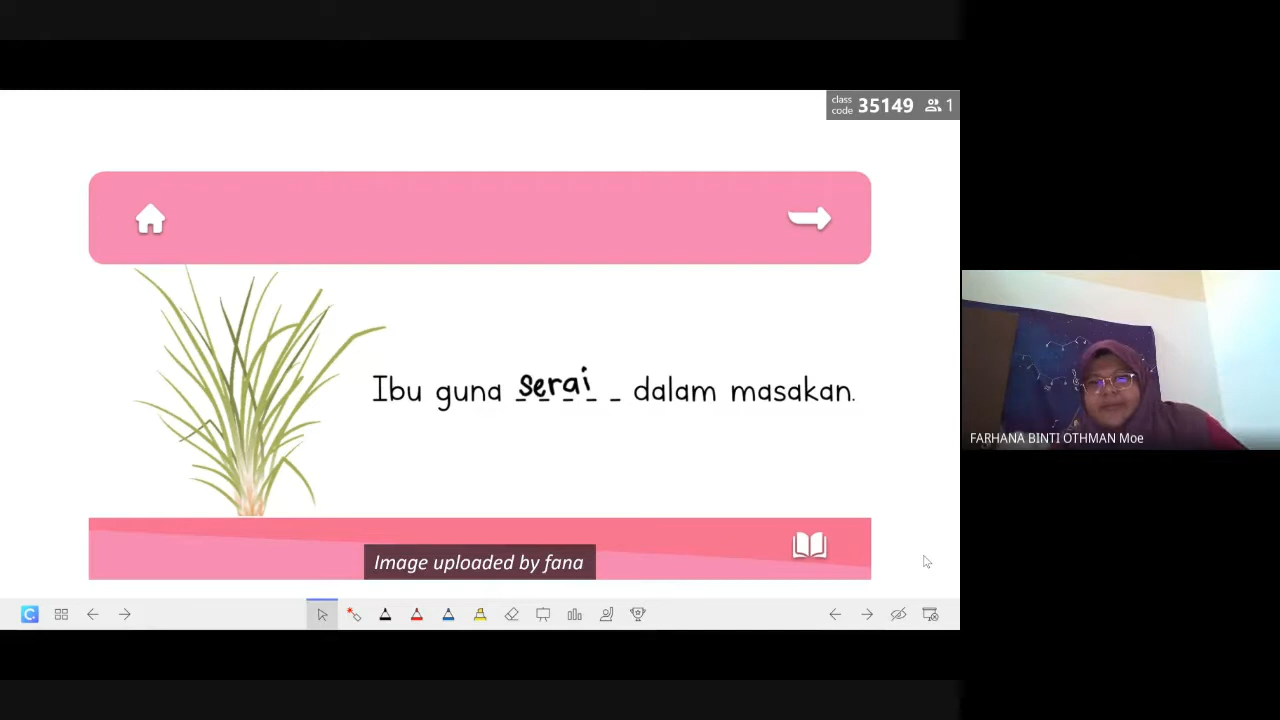 class code 35149 1
Ibu guna serai dalam masakan.
FARHANA BINTI OTHMAN Moe
Image uploaded by fana